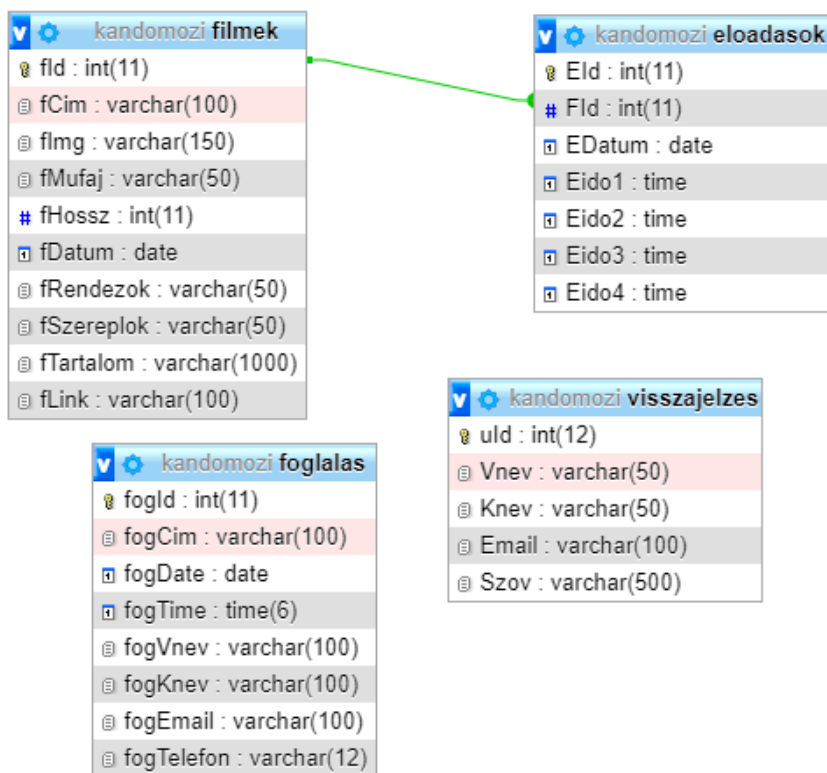 kandomozi filmek
fId : int(11)
fCim : varchar(100)
fImg : varchar(150)
fMufaj : varchar(50)
fHossz : int(11)
fDatum : date
fRendezok : varchar(50)
fSzereplok : varchar(50)
fTartalom : varchar(1000)
fLink : varchar(100)
kandomozi eloadasok
EId : int(11)
FId : int(11)
EDatum : date
Eido1 : time
Eido2 : time
Eido3 : time
Eido4 : time
kandomozi visszajelzes
uId : int(12)
Vnev : varchar(50)
Knev : varchar(50)
Email : varchar(100)
Szov : varchar(500)
kandomozi foglalas
fogId : int(11)
fogCim : varchar(100)
fogDate : date
fogTime : time(6)
fogVnev : varchar(100)
fogKnev : varchar(100)
fogEmail : varchar(100)
fogTelefon : varchar(12)